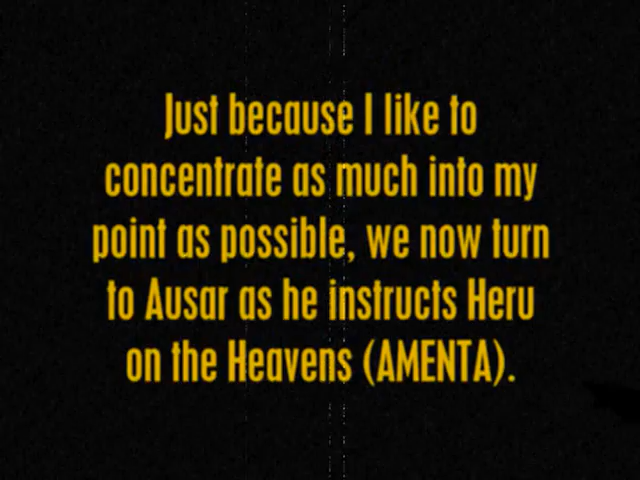 Just because I like to
concentrate as much into my
point as possible, we now turn
to Ausar as he instructs Heru
on the Heavens (AMENTA).